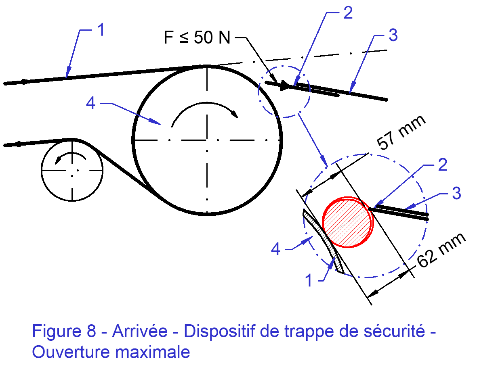 1
F ≤ 50 N
2
3
4
57 mm
2
3
4
1
62 mm
Figure 8 - Arrivée - Dispositif de trappe de sécurité -
Ouverture maximale